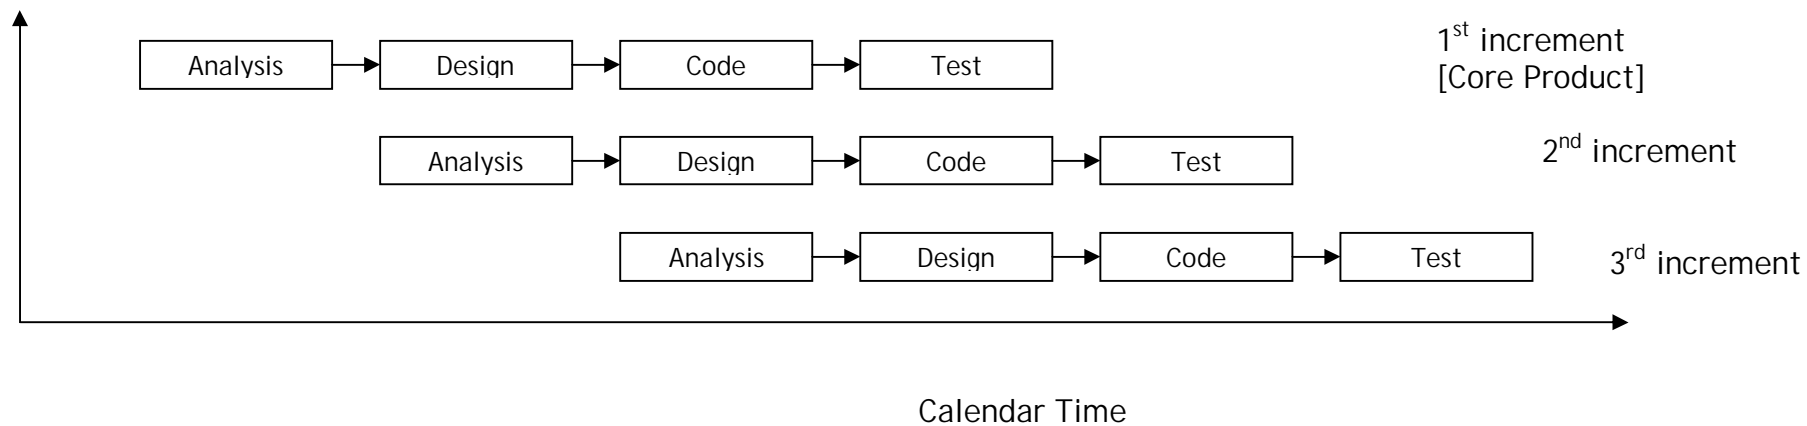 Analysis Design Code Test 1st increment
[Core Product]
Analysis Design Code Test 2nd increment
Analysis Design Code Test 3rd increment
Calendar Time